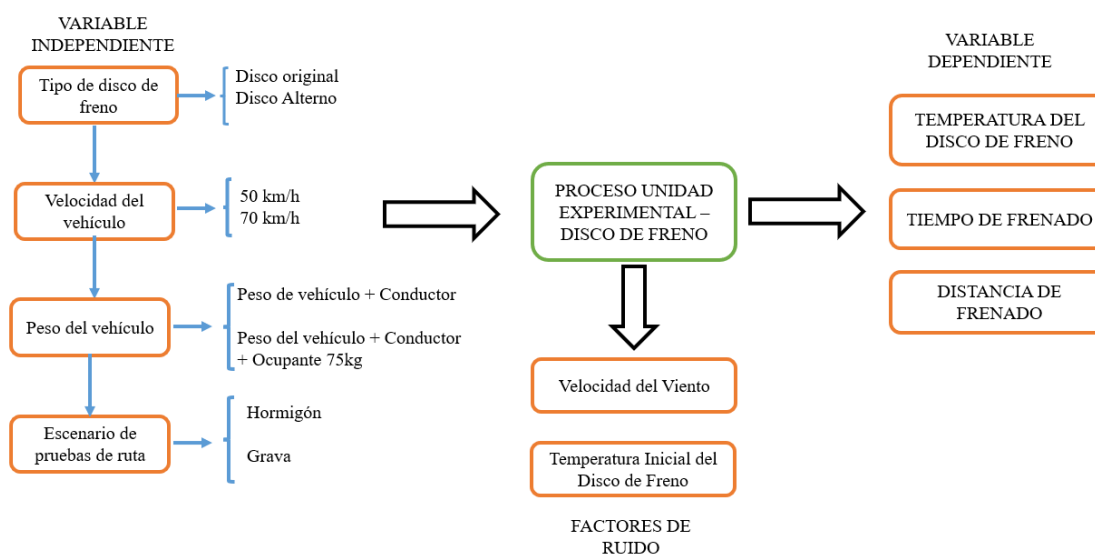 VARIABLE
INDEPENDIENTE
Tipo de disco de
freno
Disco original
Disco Alterno
Velocidad del
vehículo
50 km/h
70 km/h
Peso del vehículo
Peso de vehículo + Conductor
Peso del vehículo + Conductor
+ Ocupante 75kg
Escenario de
pruebas de ruta
Hormigón
Grava
PROCESO UNIDAD
EXPERIMENTAL –
DISCO DE FRENO
Velocidad del Viento
Temperatura Inicial del
Disco de Freno
FACTORES DE
RUIDO
VARIABLE
DEPENDIENTE
TEMPERATURA DEL
DISCO DE FRENO
TIEMPO DE FRENADO
DISTANCIA DE
FRENADO